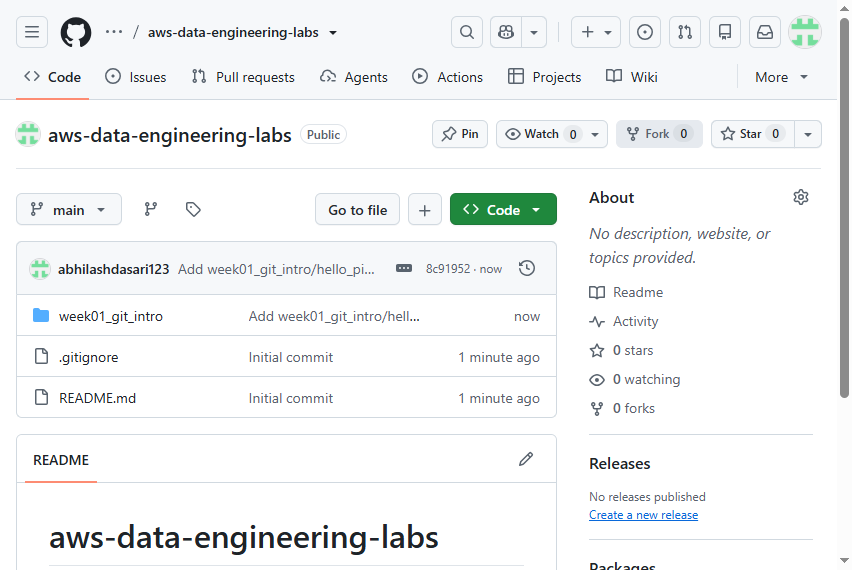 ··· / aws-data-engineering-labs
Code Issues Pull requests Agents Actions Projects Wiki More
aws-data-engineering-labs Public Pin Watch 0 Fork 0 Star 0
main Go to file + Code
abhilashdasari123 Add week01_git_intro/hello_pi... 8c91952 · now
week01_git_intro Add week01_git_intro/hell... now
.gitignore Initial commit 1 minute ago
README.md Initial commit 1 minute ago
README
aws-data-engineering-labs
About
No description, website, or
topics provided.
Readme
Activity
0 stars
0 watching
0 forks
Releases
No releases published
Create a new release
Packages